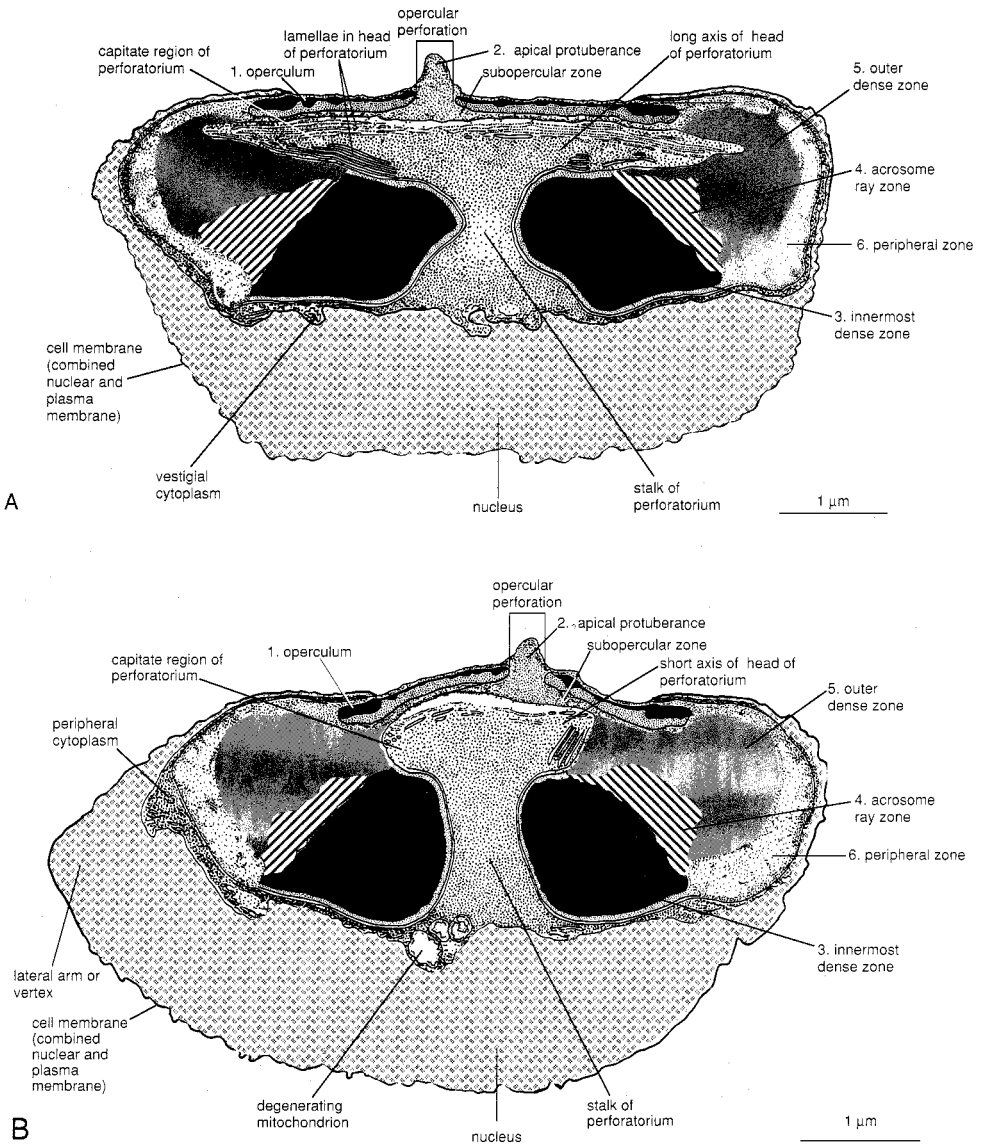 opercular
perforation
lamellae in head
of perforatorium
2. apical protuberance
long axis of head
of perforatorium
capitate region of
perforatorium
1. operculum
subopercular zone
5. outer
dense zone
4. acrosome
ray zone
6. peripheral zone
3. innermost
dense zone
cell membrane
(combined
nuclear and
plasma
membrane)
vestigial
cytoplasm
nucleus
stalk of
perforatorium
1 µm
A
opercular
perforation
2. apical protuberance
1. operculum
subopercular zone
capitate region of
perforatorium
short axis of head of
perforatorium
5. outer
dense zone
peripheral
cytoplasm
4. acrosome
ray zone
6. peripheral zone
3. innermost
dense zone
lateral arm or
vertex
cell membrane
(combined
nuclear and
plasma
membrane)
degenerating
mitochondrion
nucleus
stalk of
perforatorium
1 µm
B